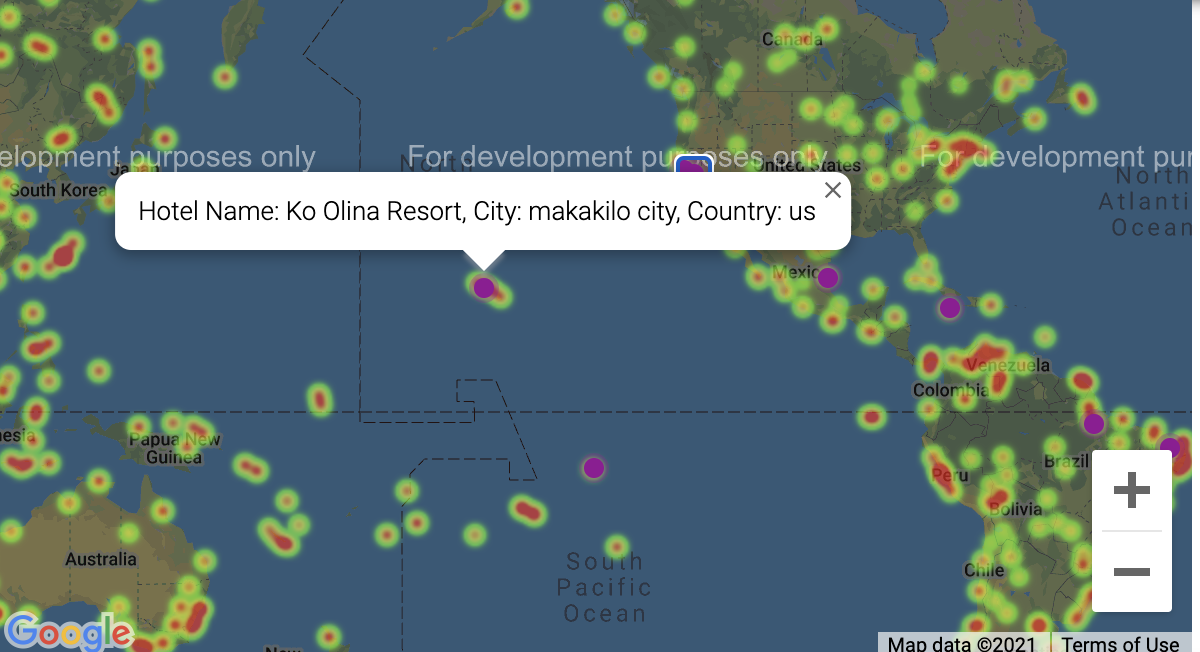 Canada
elopment purposes only
For development purposes only
For development pur
Japan
South Korea
North
United States
North
Atlantic
Ocean
Hotel Name: Ko Olina Resort, City: makakilo city, Country: us
Mexico
Venezuela
Colombia
nesia
Papua New
Guinea
Peru
Brazil
Bolivia
Australia
South
Pacific
Ocean
Chile
Google
New
Map data ©2021
Terms of Use